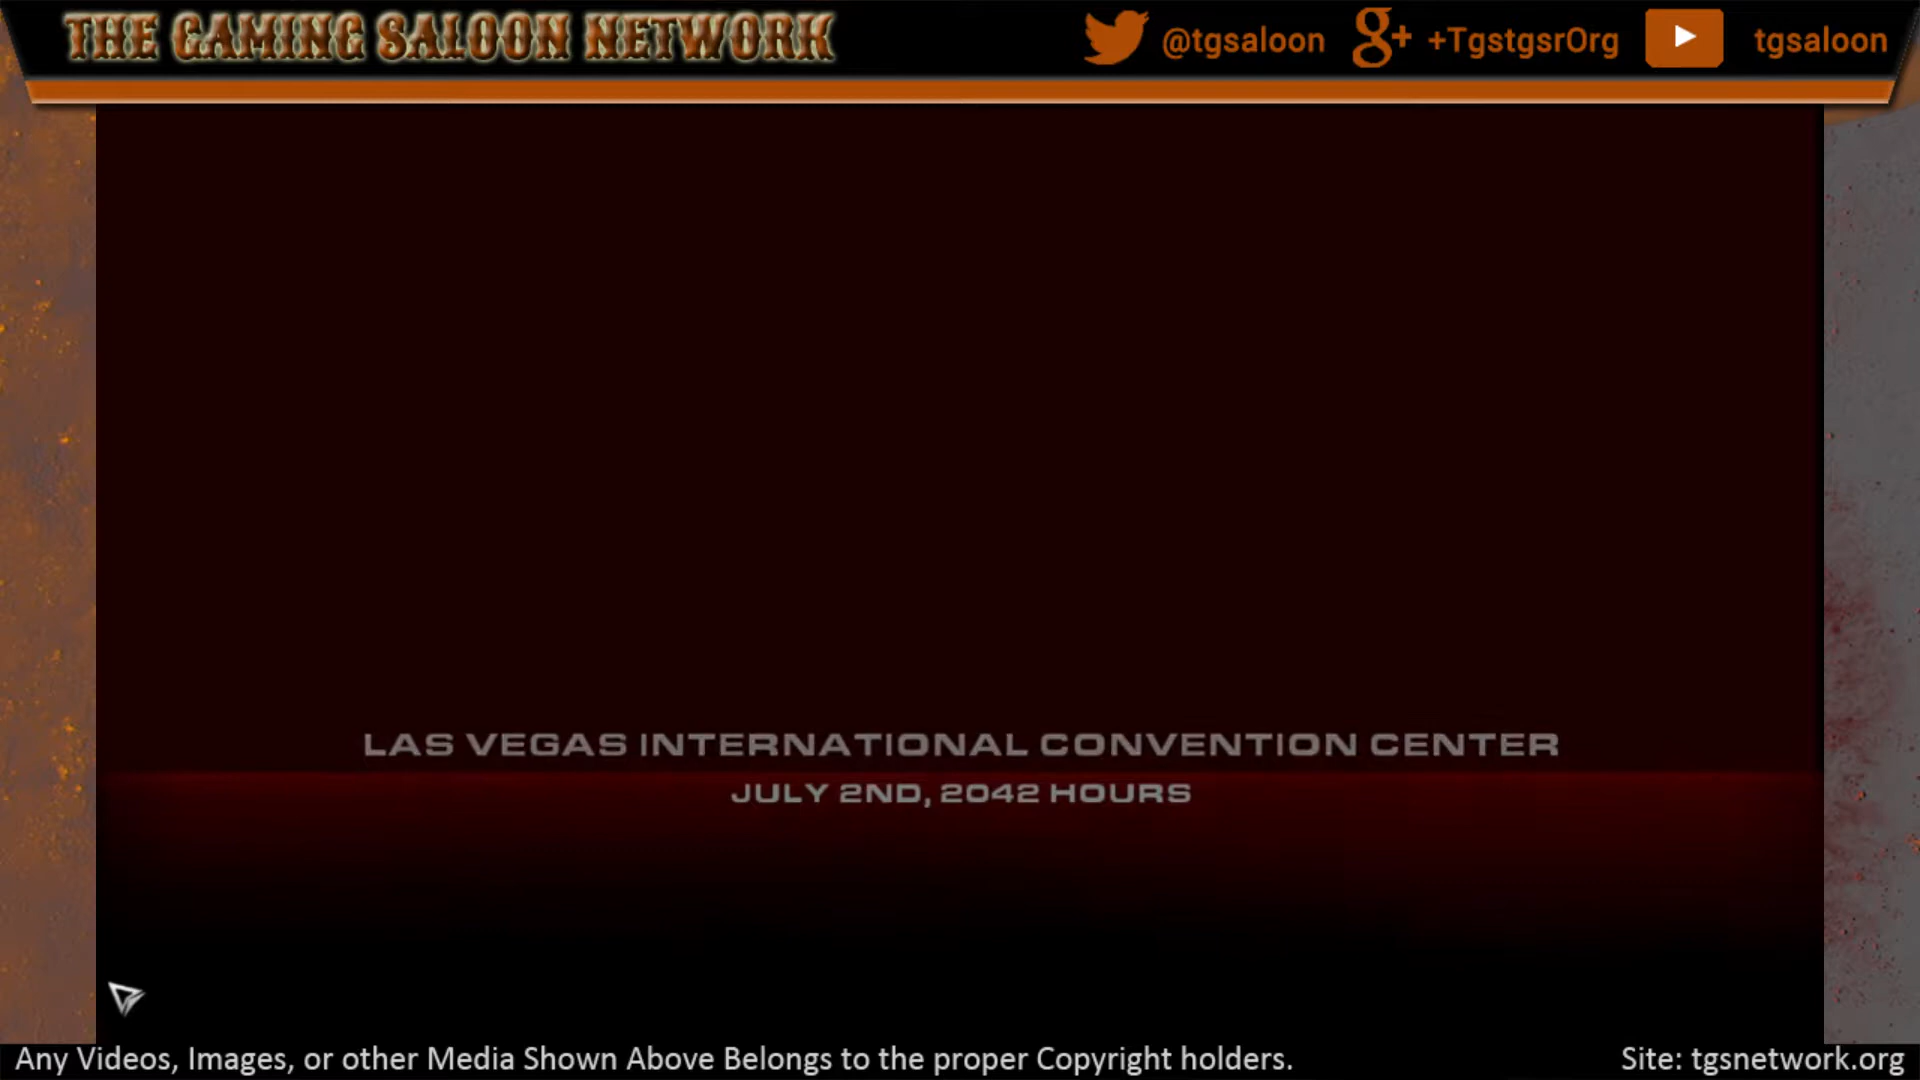 THE GAMING SALOON NETWORK
@tgsaloon
g+ +TgstgsrOrg
tgsaloon
LAS VEGAS INTERNATIONAL CONVENTION CENTER
JULY 2ND, 2042 HOURS
Any Videos, Images, or other Media Shown Above Belongs to the proper Copyright holders.
Site: tgsnetwork.org